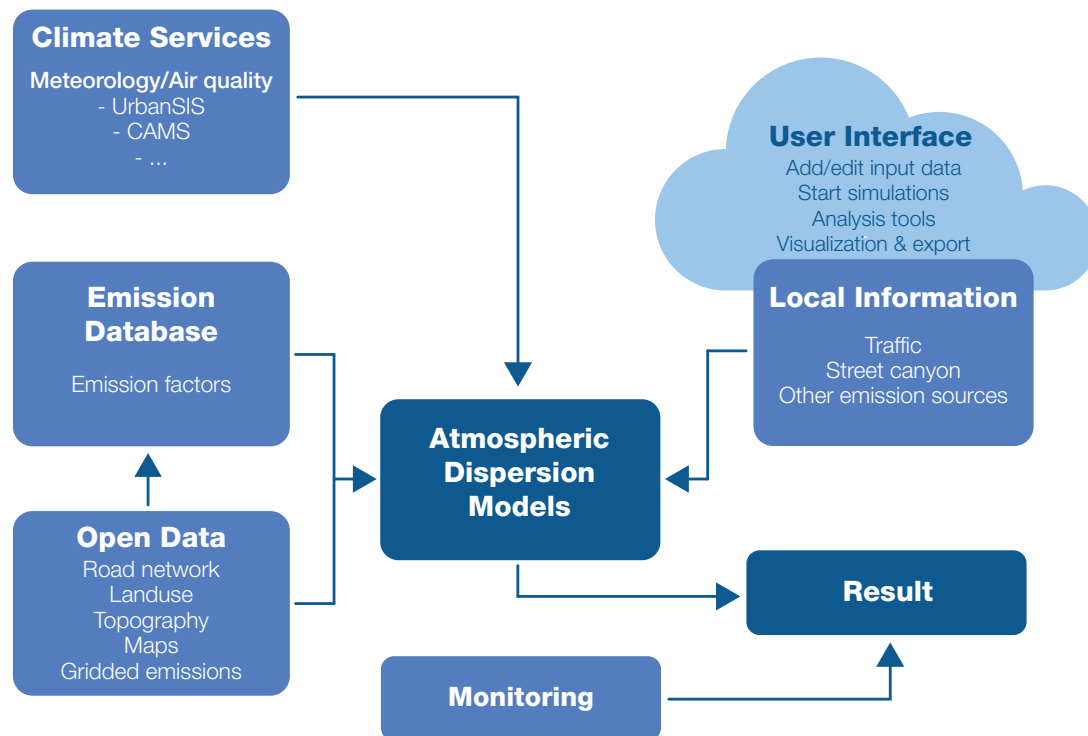 Climate Services
Meteorology/Air quality
- UrbanSIS
- CAMS
- ...
User Interface
Add/edit input data
Start simulations
Analysis tools
Visualization & export
Local Information
Traffic
Street canyon
Other emission sources
Emission
Database
Emission factors
Atmospheric
Dispersion
Models
Open Data
Road network
Landuse
Topography
Maps
Gridded emissions
Result
Monitoring